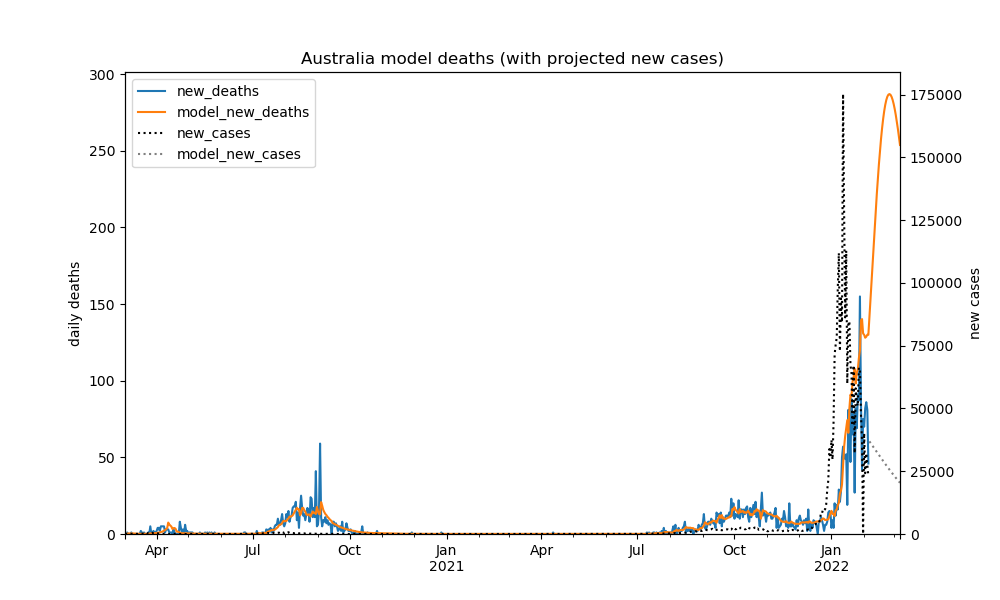 Australia model deaths (with projected new cases)
new_deaths
model_new_deaths
new_cases
model_new_cases
daily deaths
300
250
200
150
100
50
0
new cases
175000
150000
125000
100000
75000
50000
25000
0
Apr Jul Oct Jan Apr Jul Oct Jan
2021 2022